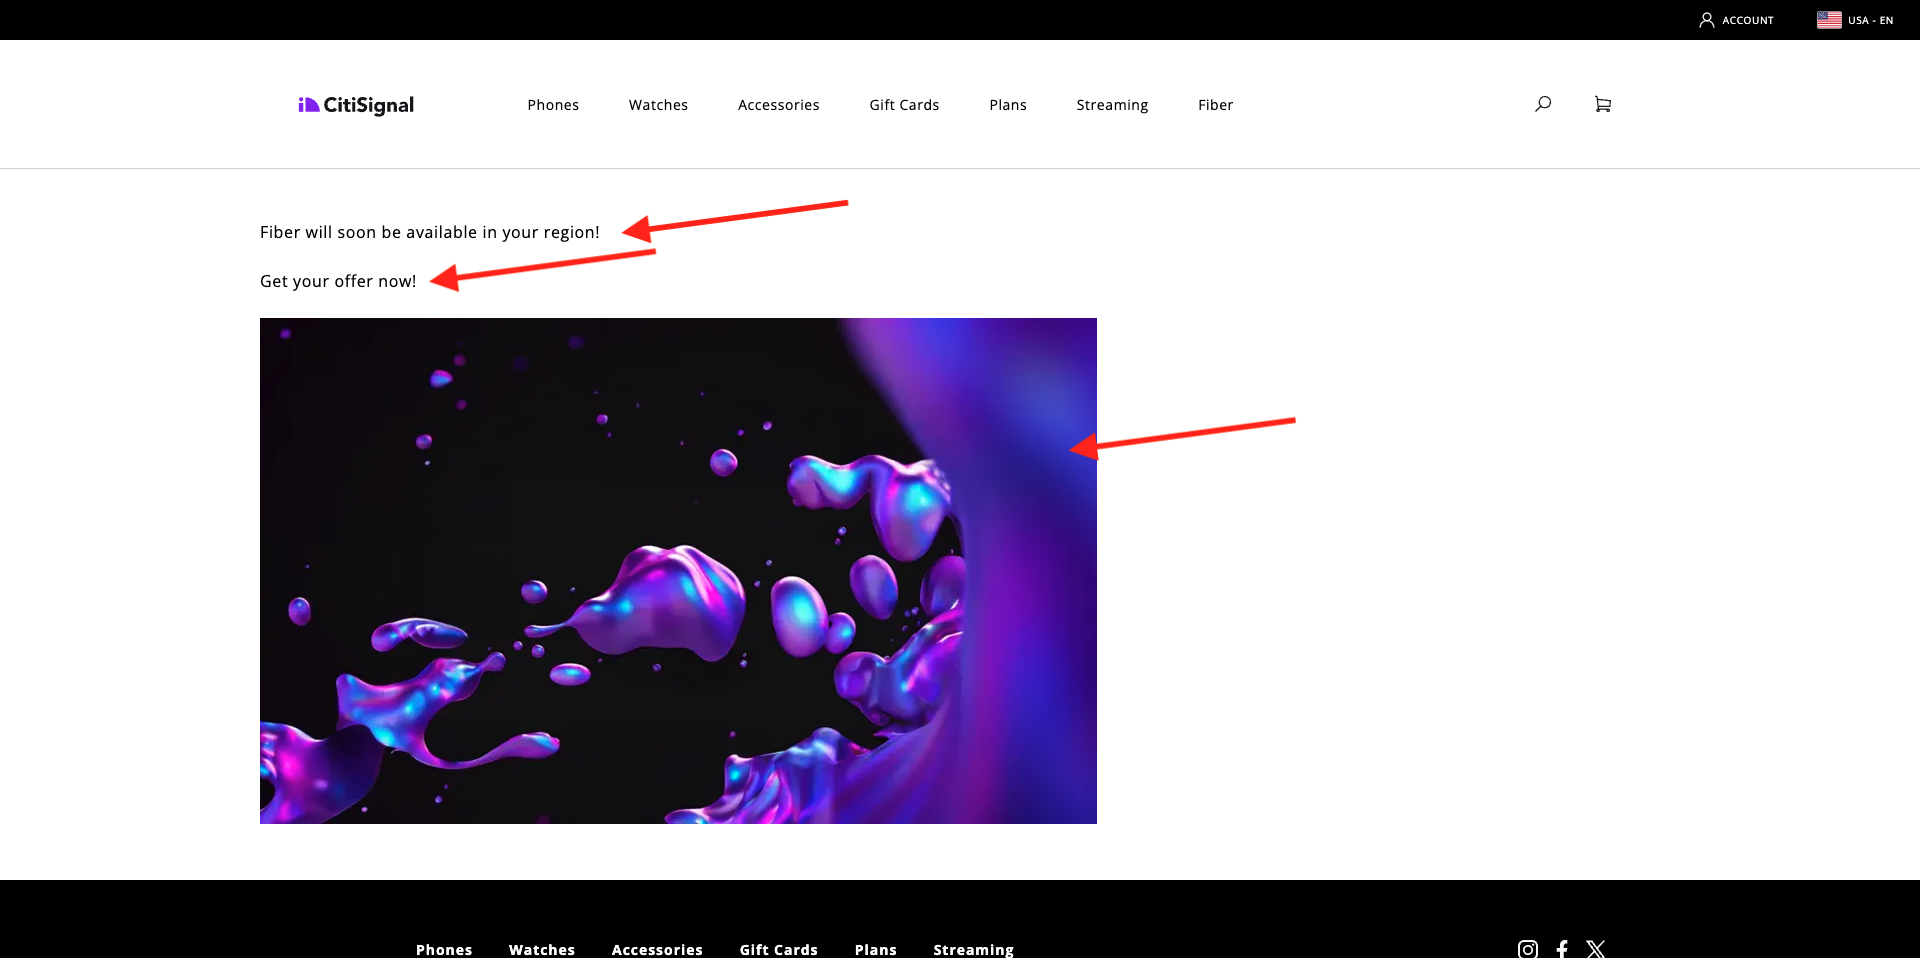 ACCOUNT
USA - EN
CitiSignal
Phones
Watches
Accessories
Gift Cards
Plans
Streaming
Fiber
Fiber will soon be available in your region!
Get your offer now!
Phones
Watches
Accessories
Gift Cards
Plans
Streaming